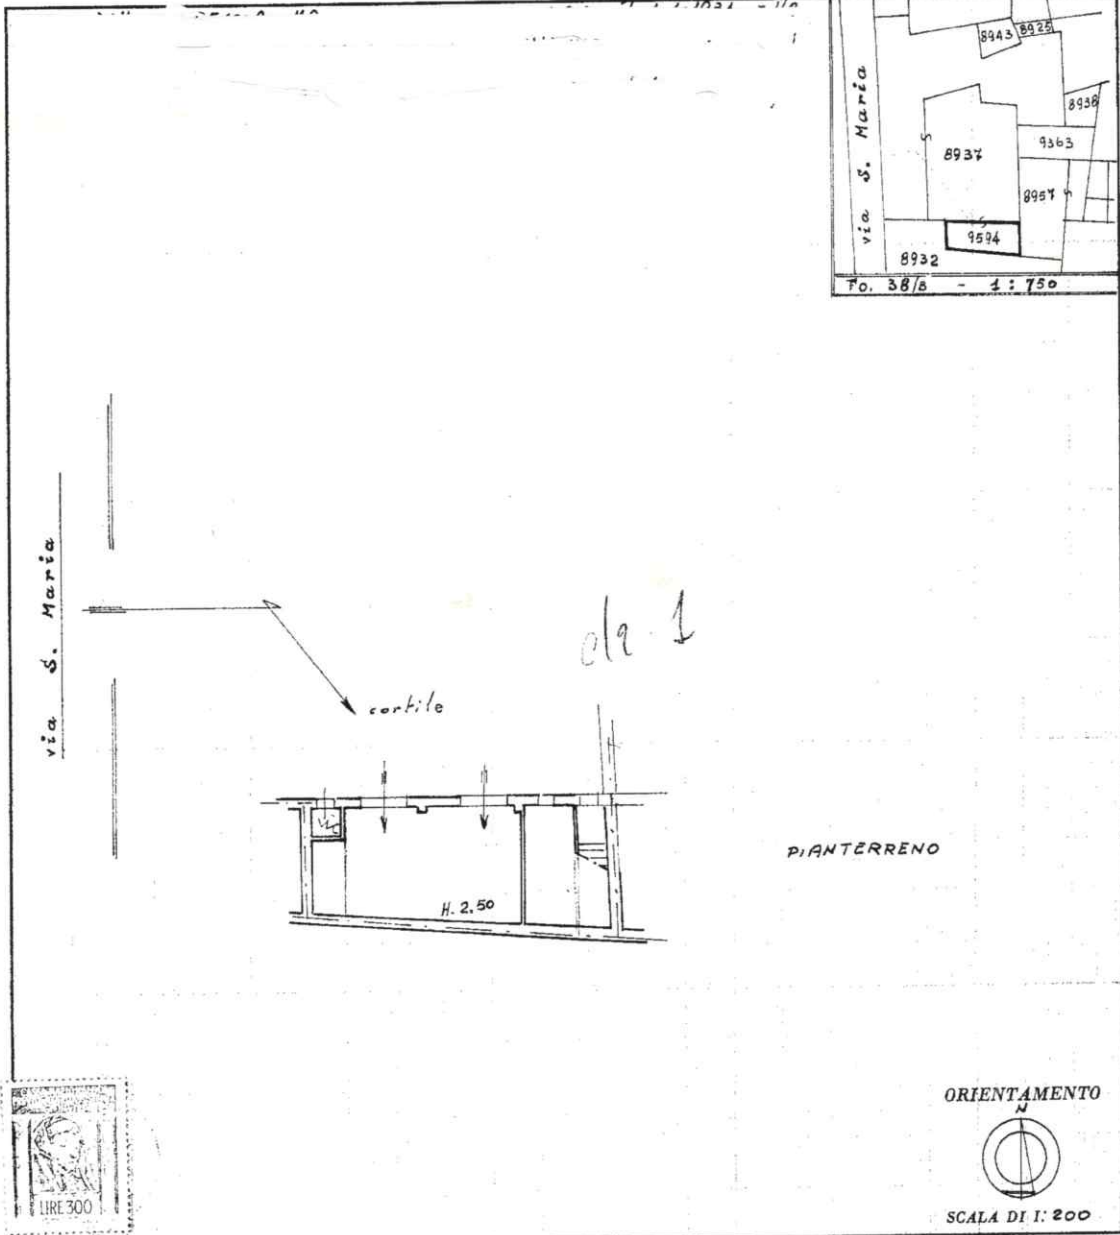 8943
8925
8938
9363
8937
8957
9594
8932
via S. Maria
Fo. 38/B - 1:750
via S. Maria
cortile
H. 2.50
PIANTERRENO
LIRE 300
ORIENTAMENTO
N
SCALA DI 1:200